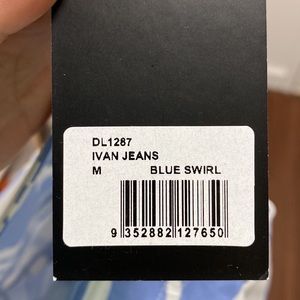 DL1287
IVAN JEANS
M BLUE SWIRL
9 352882 127650